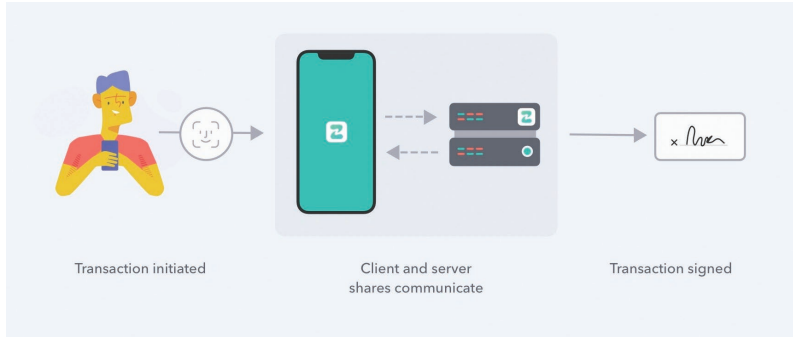 Transaction initiated
Client and server
shares communicate
Transaction signed